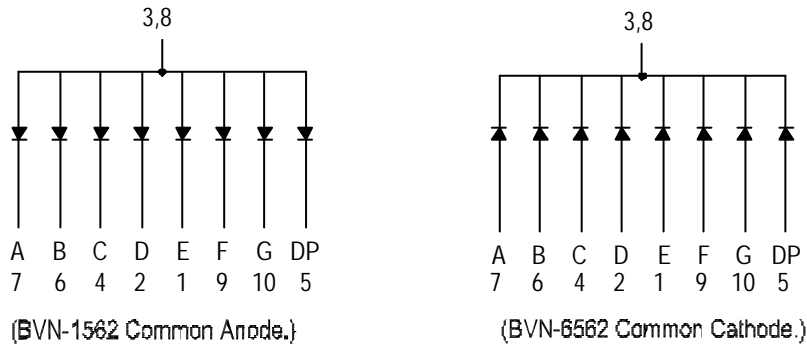 3,8
A B C D E F G DP
7 6 4 2 1 9 10 5
(BVN-1562 Common Anode.)
3,8
A B C D E F G DP
7 6 4 2 1 9 10 5
(BVN-6562 Common Cathode.)